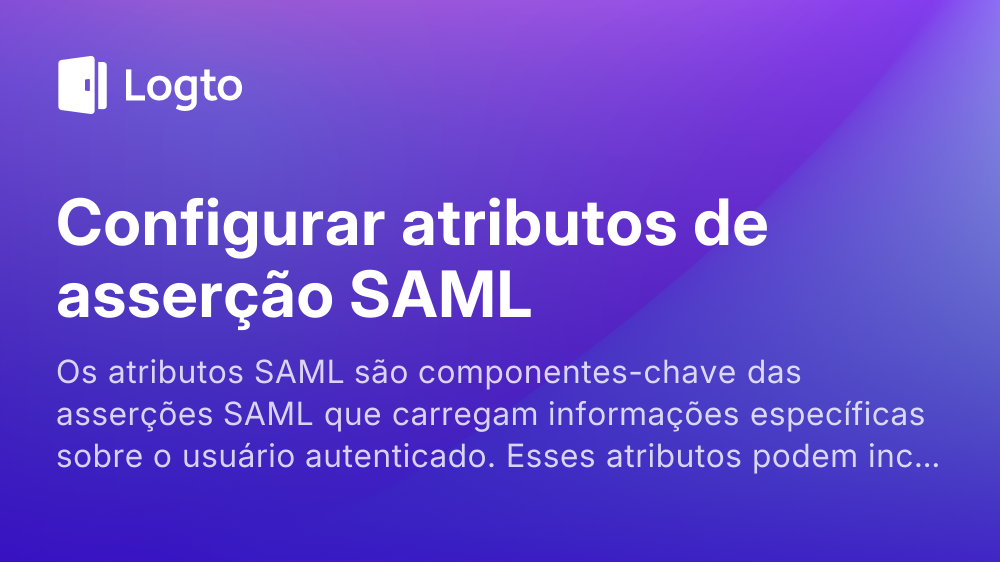 Logto
Configurar atributos de
asserção SAML
Os atributos SAML são componentes-chave das
asserções SAML que carregam informações específicas
sobre o usuário autenticado. Esses atributos podem inc...